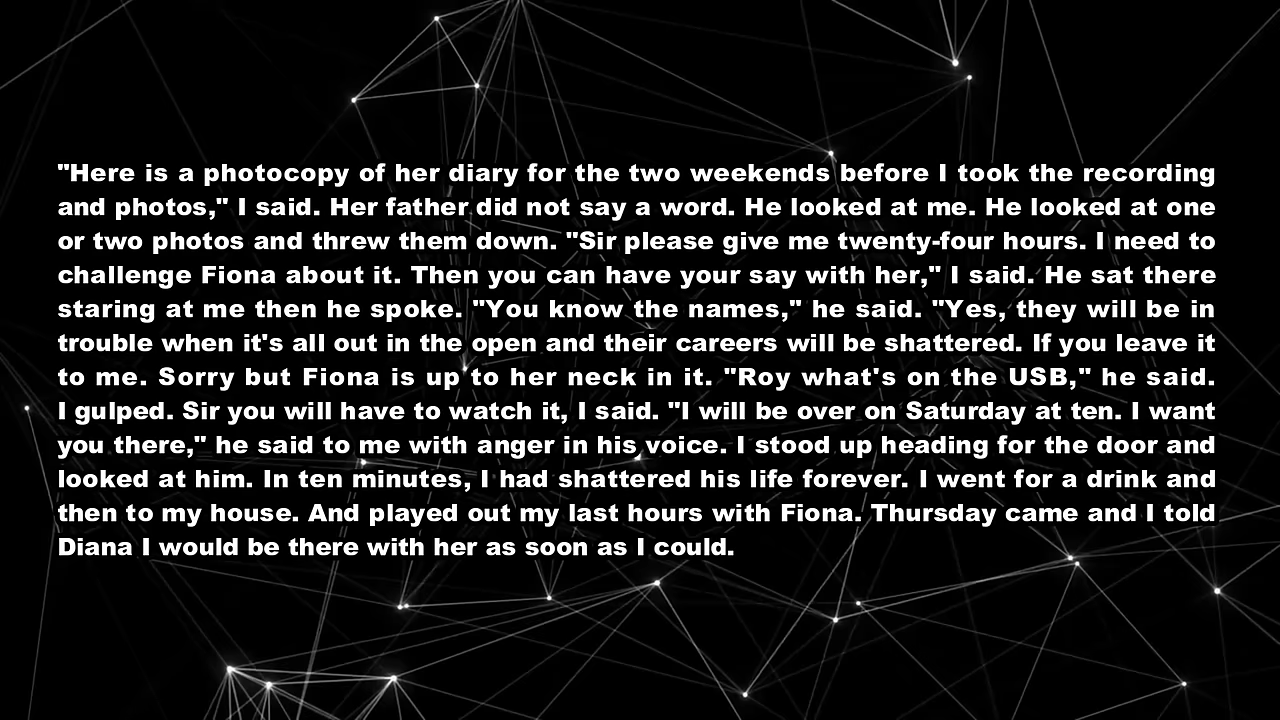 "Here is a photocopy of her diary for the two weekends before I took the recording
and photos," I said. Her father did not say a word. He looked at me. He looked at one
or two photos and threw them down. "Sir please give me twenty-four hours. I need to
challenge Fiona about it. Then you can have your say with her," I said. He sat there
staring at me then he spoke. "You know the names," he said. "Yes, they will be in
trouble when it's all out in the open and their careers will be shattered. If you leave it
to me. Sorry but Fiona is up to her neck in it. "Roy what's on the USB," he said.
I gulped. Sir you will have to watch it, I said. "I will be over on Saturday at ten. I want
you there," he said to me with anger in his voice. I stood up heading for the door and
looked at him. In ten minutes, I had shattered his life forever. I went for a drink and
then to my house. And played out my last hours with Fiona. Thursday came and I told
Diana I would be there with her as soon as I could.